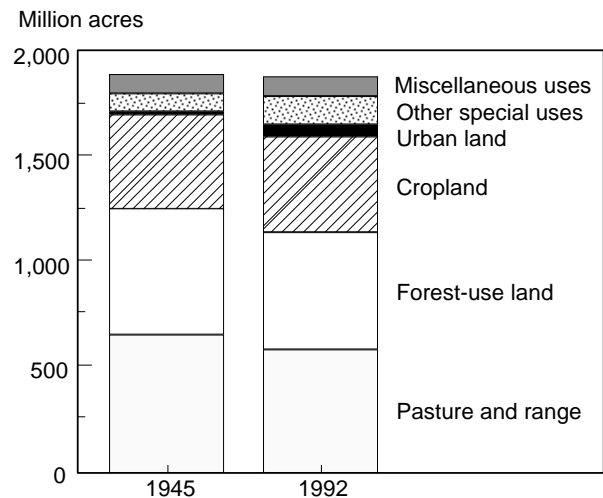 Million acres
2,000
1,500
1,000
500
0
Miscellaneous uses
Other special uses
Urban land
Cropland
Forest-use land
Pasture and range
1945
1992